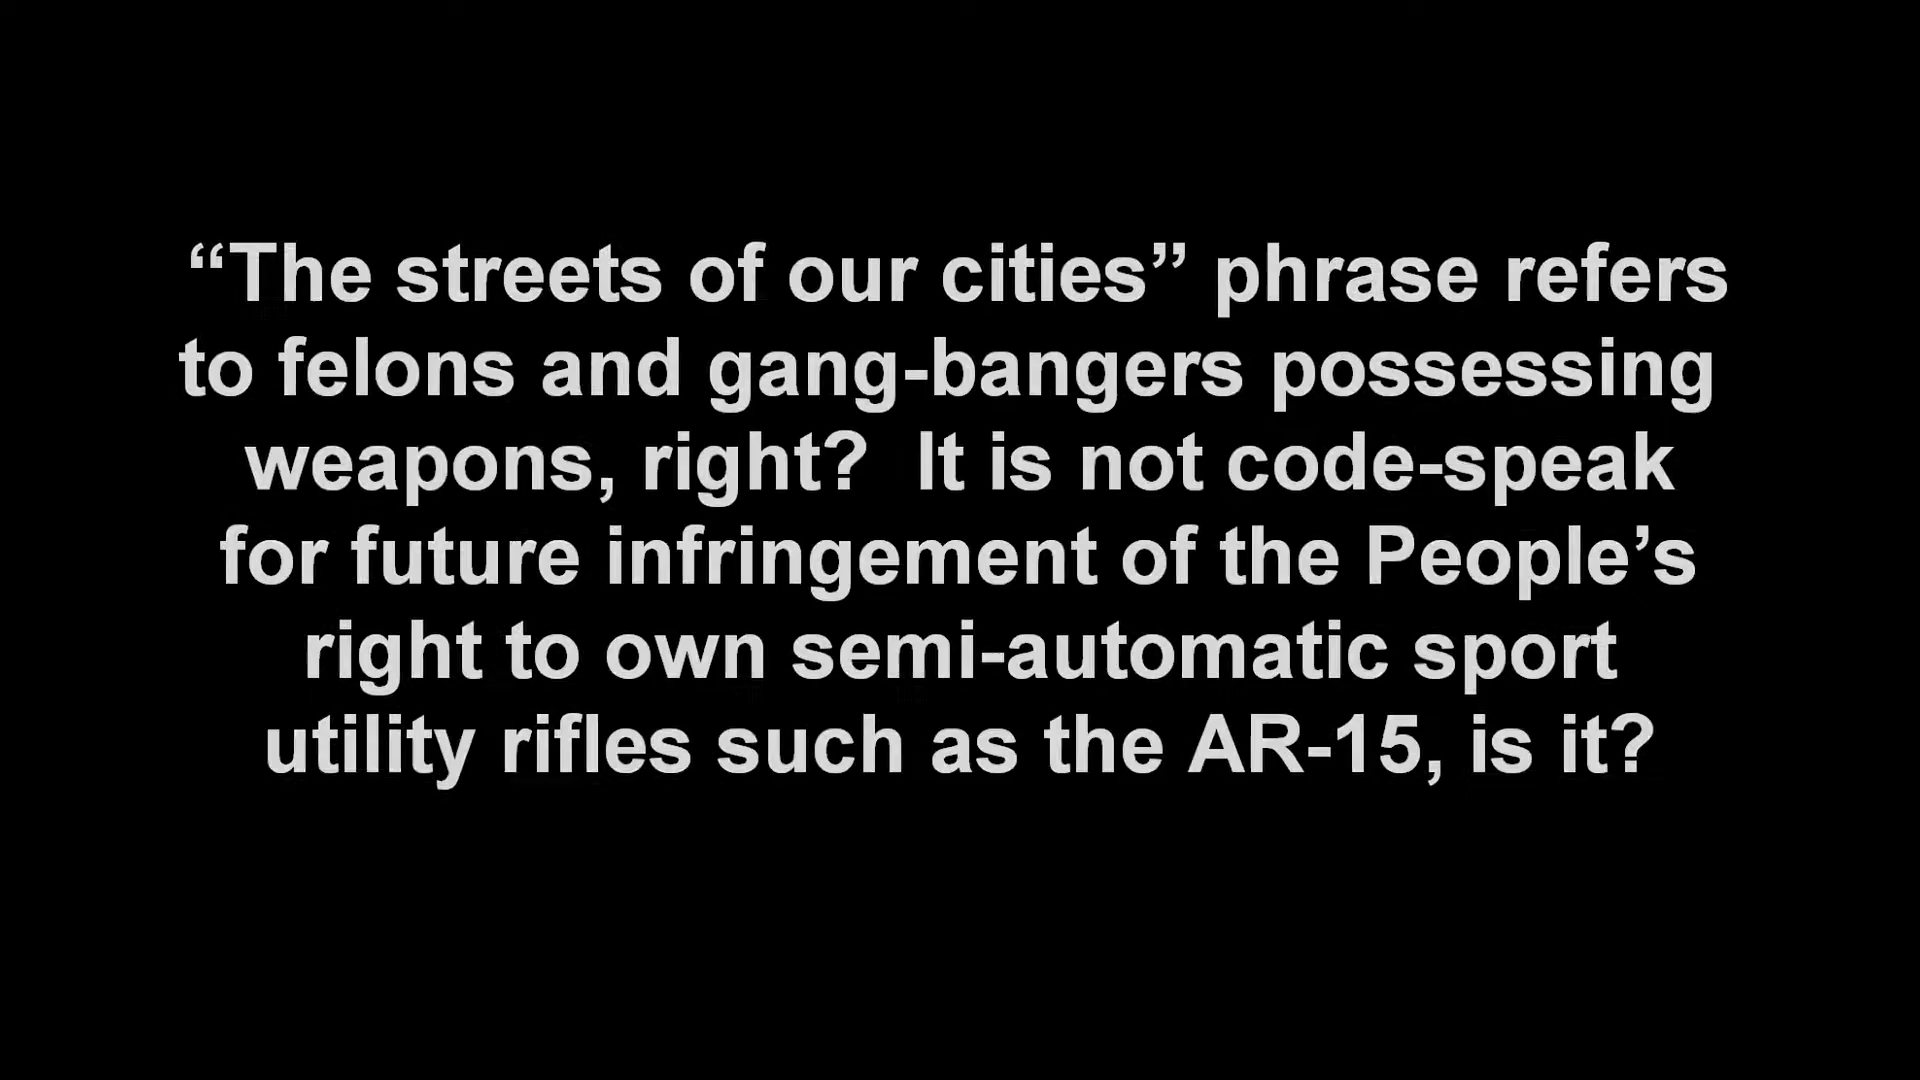 “The streets of our cities” phrase refers
to felons and gang-bangers possessing
weapons, right?  It is not code-speak
for future infringement of the People’s
right to own semi-automatic sport
utility rifles such as the AR-15, is it?